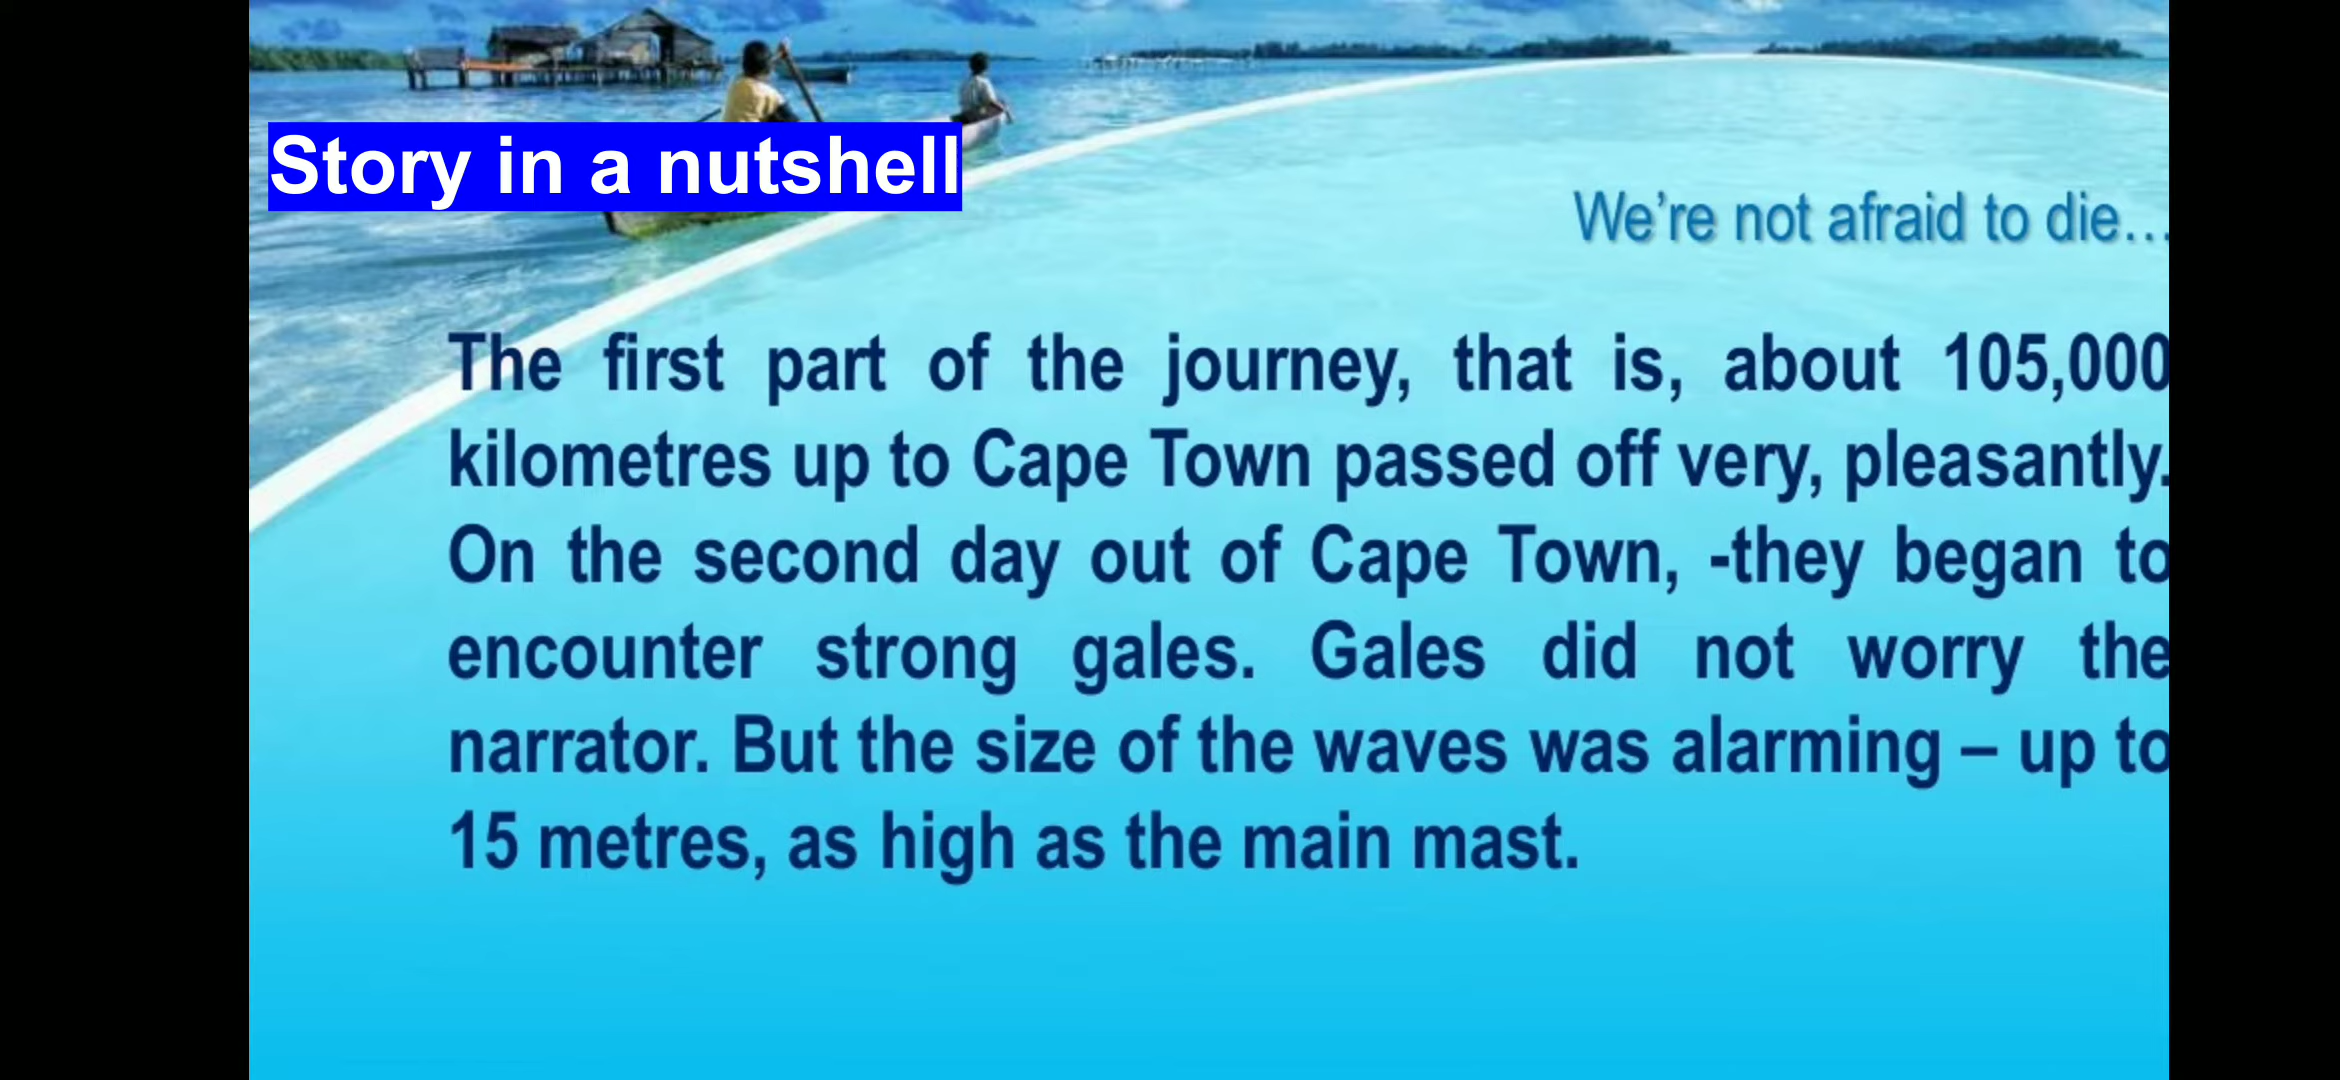 Story in a nutshell
We're not afraid to die…
The first part of the journey, that is, about 105,000
kilometres up to Cape Town passed off very, pleasantly.
On the second day out of Cape Town, -they began to
encounter strong gales. Gales did not worry the
narrator. But the size of the waves was alarming – up to
15 metres, as high as the main mast.